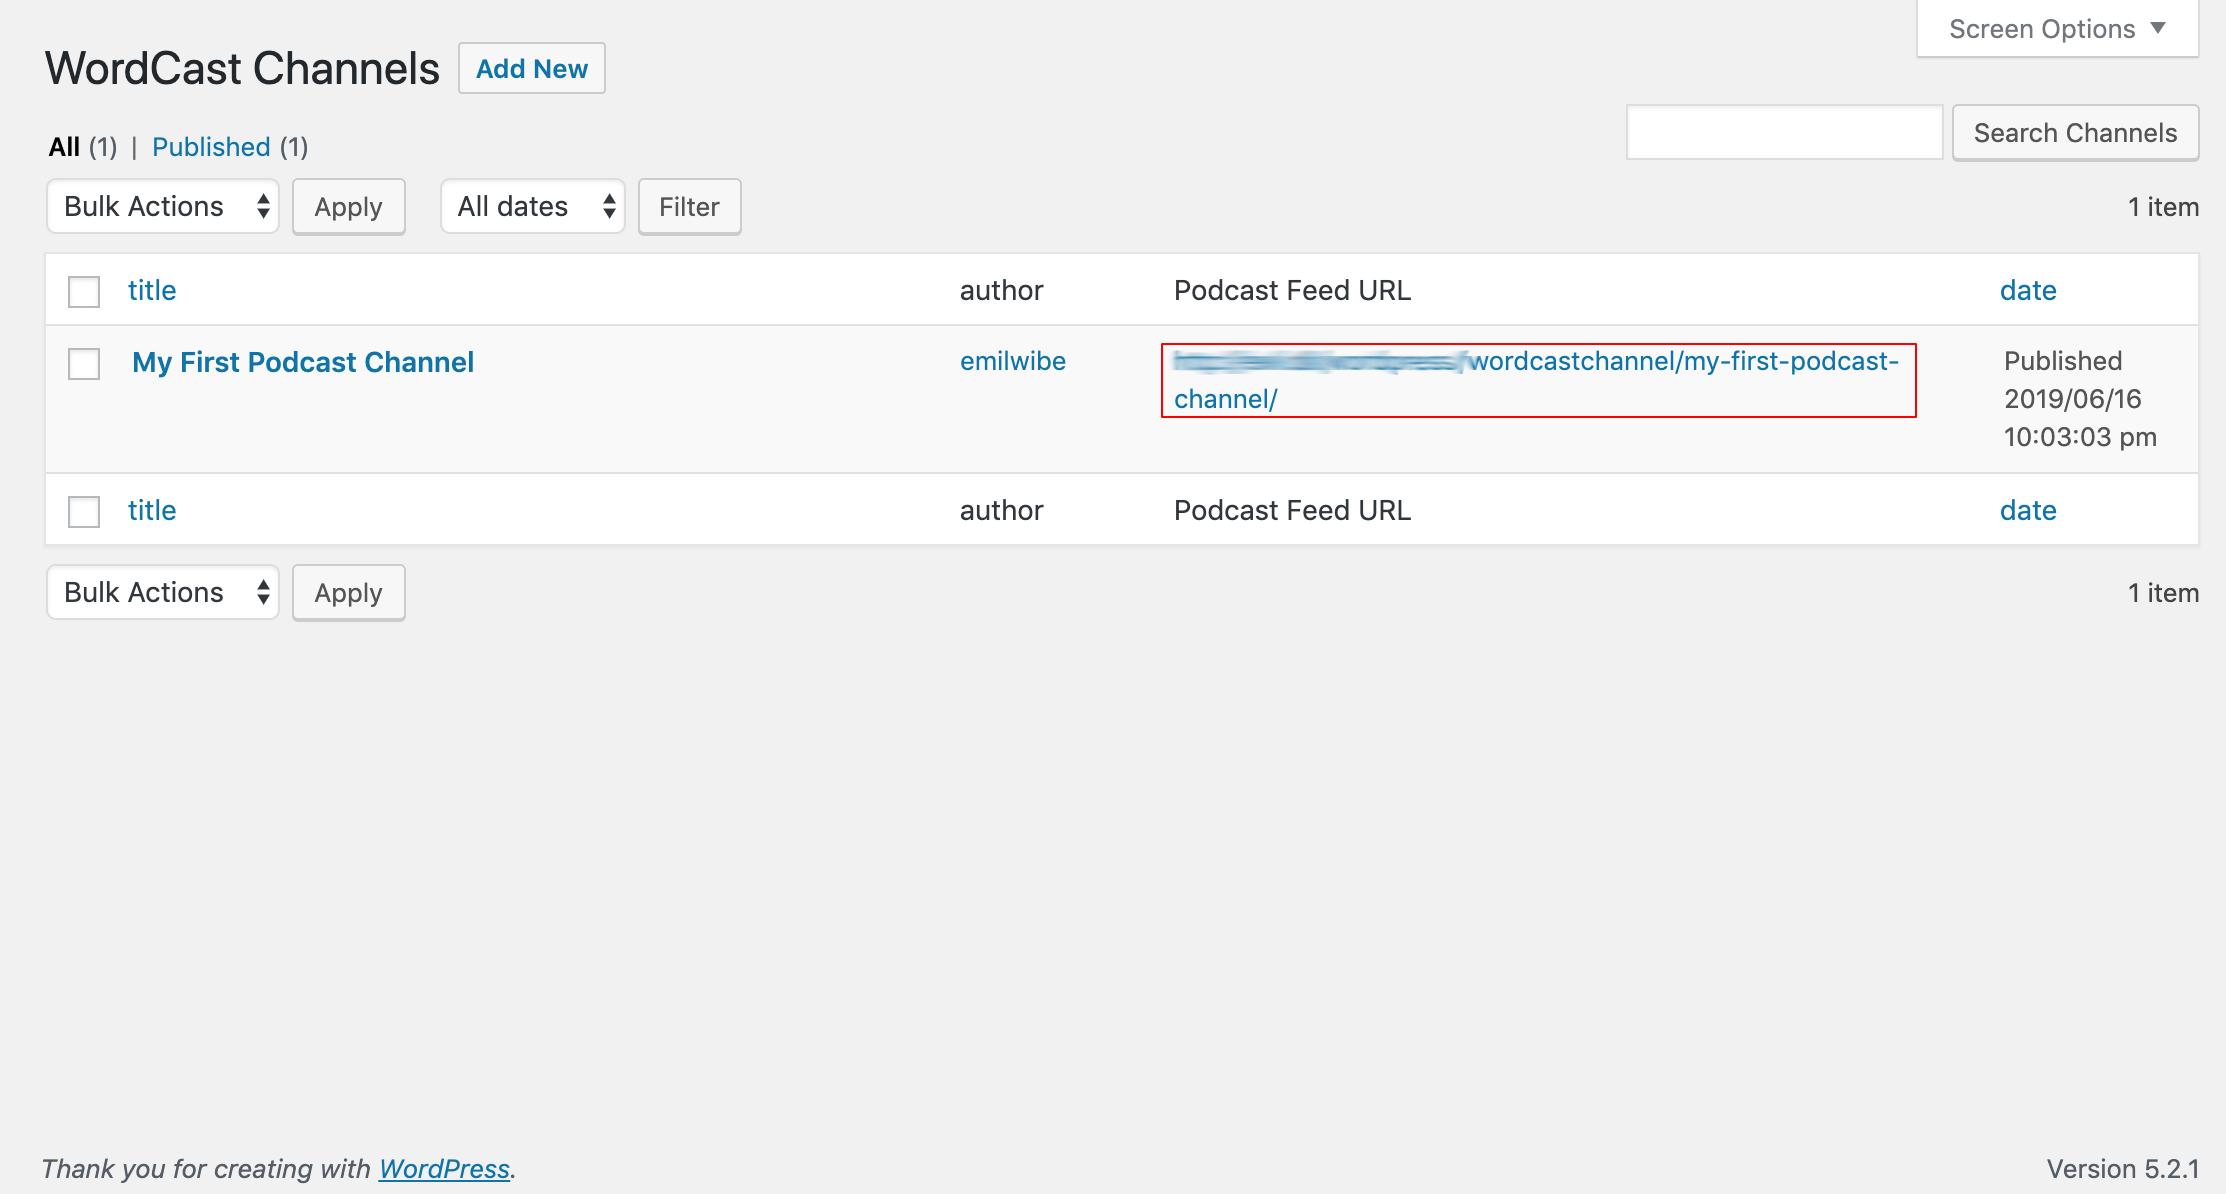 Screen Options
WordCast Channels Add New
Search Channels
All (1) | Published (1)
Bulk Actions Apply All dates Filter 1 item
title author Podcast Feed URL date
My First Podcast Channel emilwibe wordcastchannel/my-first-podcast- Published
channel/ 2019/06/16
10:03:03 pm
title author Podcast Feed URL date
Bulk Actions Apply 1 item
Thank you for creating with WordPress. Version 5.2.1